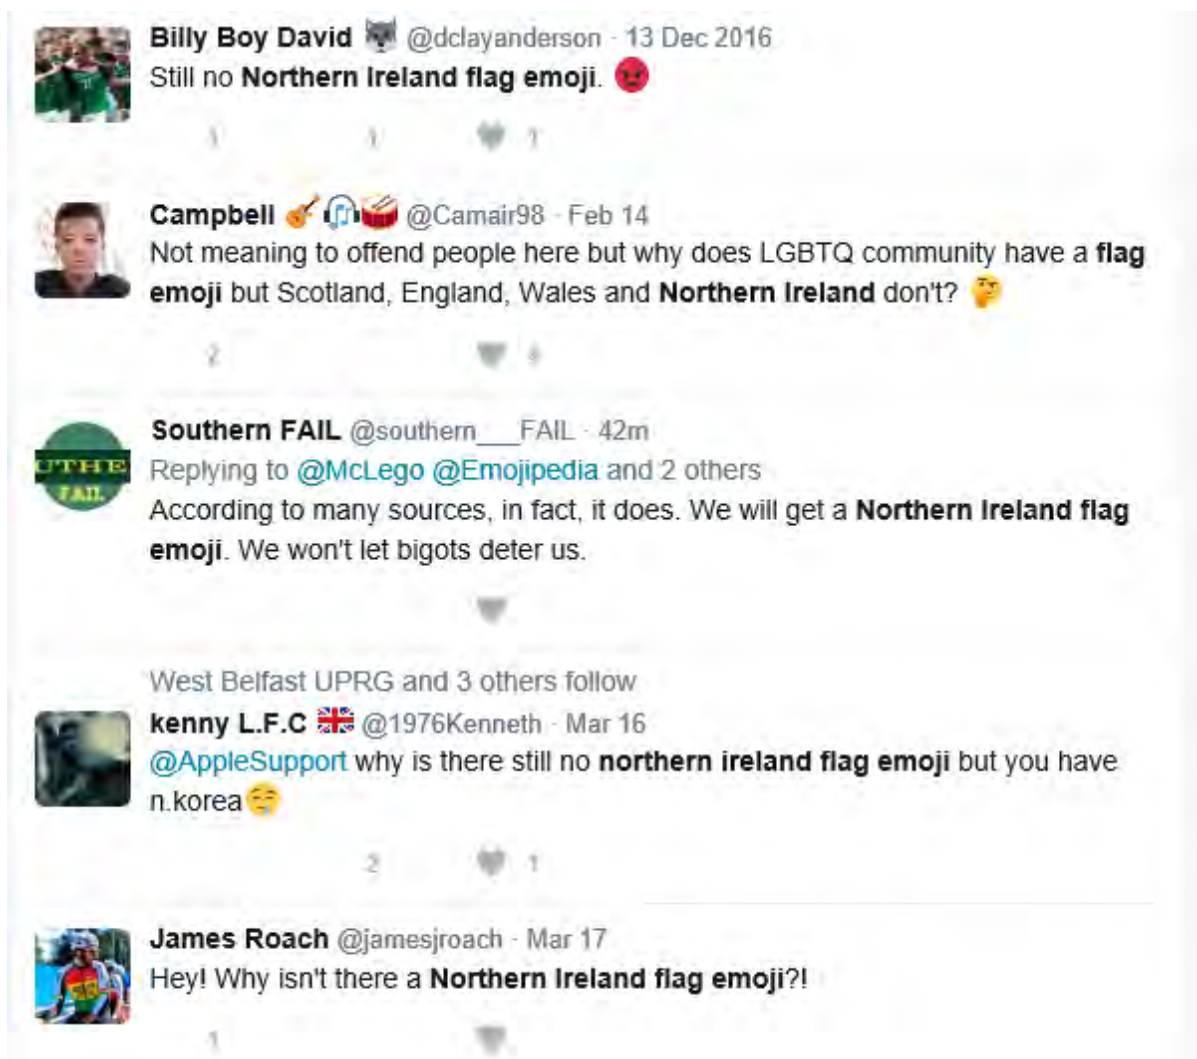 Billy Boy David 🐺 @dclayanderson · 13 Dec 2016
Still no Northern Ireland flag emoji. 😡
1 1 1
Campbell 🎸 🎧🥁 @Camair98 · Feb 14
Not meaning to offend people here but why does LGBTQ community have a flag
emoji but Scotland, England, Wales and Northern Ireland don't? 🤔
2
Southern FAIL @southern___FAIL · 42m
UTHE
FAIL
Replying to @McLego @Emojipedia and 2 others
According to many sources, in fact, it does. We will get a Northern Ireland flag
emoji. We won't let bigots deter us.
West Belfast UPRG and 3 others follow
kenny L.F.C 🇬🇧 @1976Kenneth · Mar 16
@AppleSupport why is there still no northern ireland flag emoji but you have
n.korea😪
2 1
James Roach @jamesjroach · Mar 17
Hey! Why isn't there a Northern Ireland flag emoji?!
1